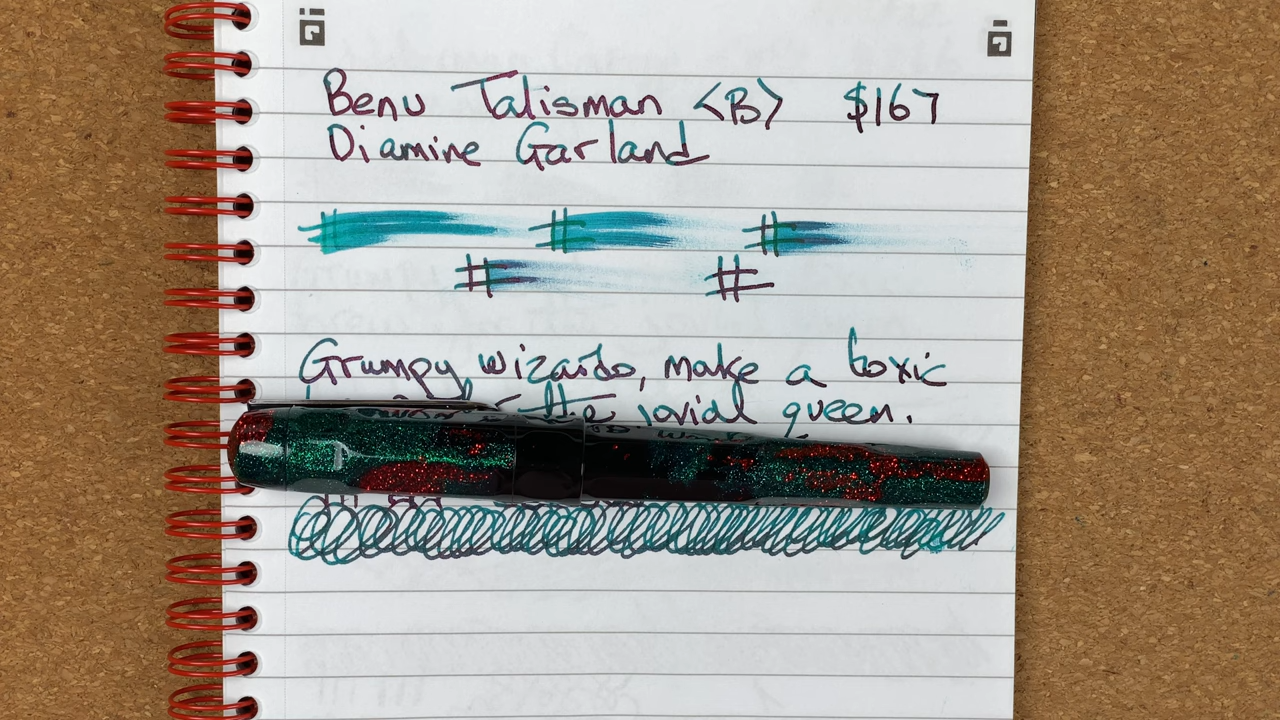 Benu Talisman <B> $167
Diamine Garland
# # #
# #
Grumpy wizards, make a toxic
the jovial queen.